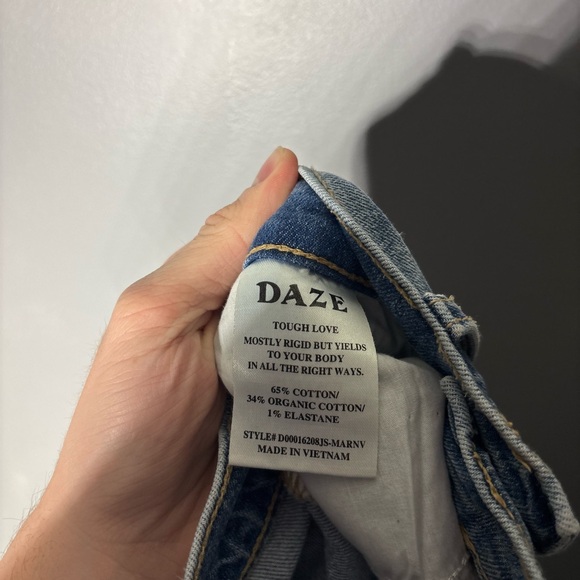 DAZE
TOUGH LOVE
MOSTLY RIGID BUT YIELDS
TO YOUR BODY
IN ALL THE RIGHT WAYS.
65% COTTON/
34% ORGANIC COTTON/
1% ELASTANE
STYLE# D00016208JS-MARNV
MADE IN VIETNAM